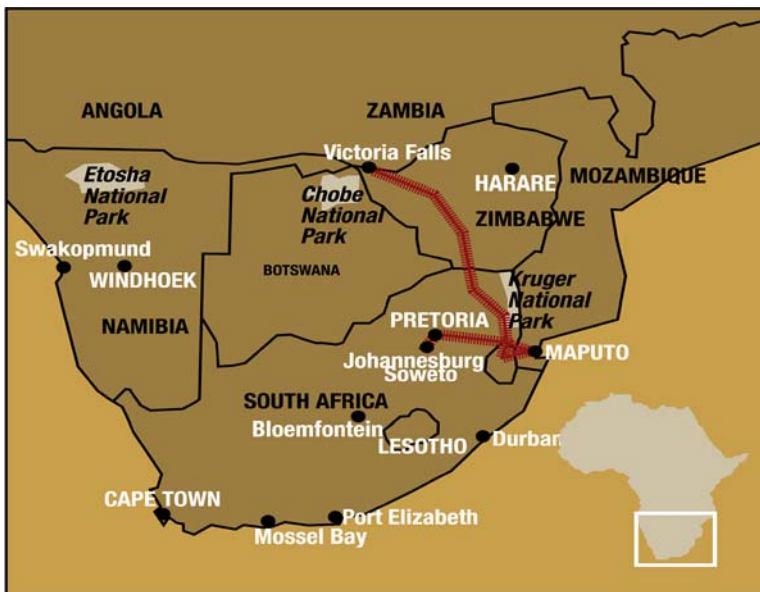 ANGOLA
ZAMBIA
Victoria Falls
Etosha
National
Park
Chobe
National
Park
HARARE
MOZAMBIQUE
ZIMBABWE
Swakopmund
WINDHOEK
BOTSWANA
Kruger
National
Park
NAMIBIA
PRETORIA
Johannesburg
Soweto
MAPUTO
SOUTH AFRICA
Bloemfontein
LESOTHO
Durban
CAPE TOWN
Port Elizabeth
Mossel Bay